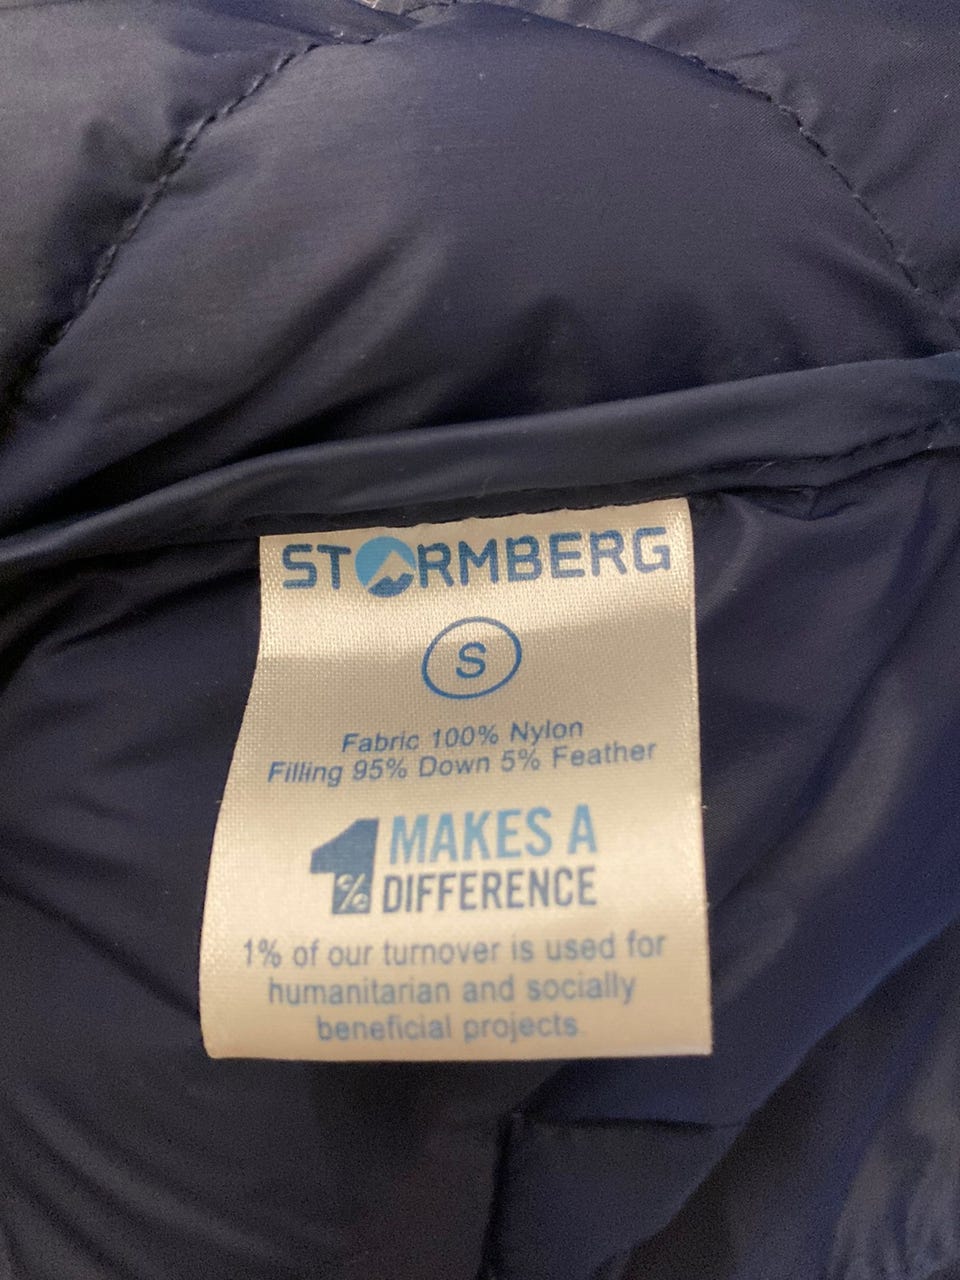 STORMBERG
S
Fabric 100% Nylon
Filling 95% Down 5% Feather
1% MAKES A
DIFFERENCE
1% of our turnover is used for
humanitarian and socially
beneficial projects